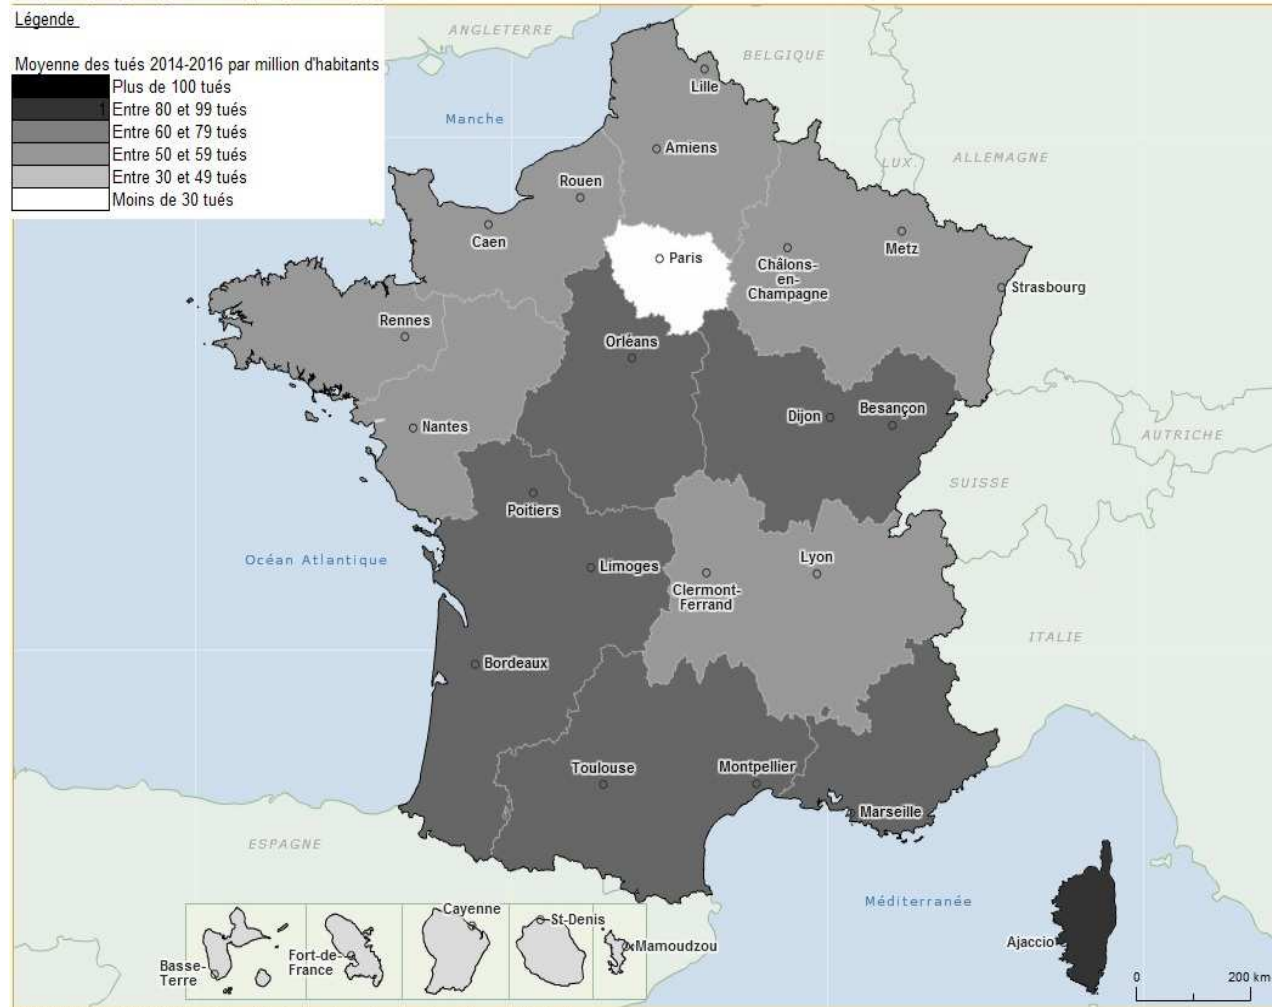 Légende
Moyenne des tués 2014-2016 par million d'habitants
Plus de 100 tués
1 Entre 80 et 99 tués
Entre 60 et 79 tués
Entre 50 et 59 tués
Entre 30 et 49 tués
Moins de 30 tués
ANGLETERRE
BELGIQUE
Lille
Manche
Amiens
LUX.
ALLEMAGNE
Rouen
Caen
Paris
Metz
Châlons-
en-
Champagne
Strasbourg
Rennes
Orléans
Dijon
Besançon
Nantes
AUTRICHE
SUISSE
Poitiers
Océan Atlantique
Limoges
Lyon
Clermont-
Ferrand
ITALIE
Bordeaux
Toulouse
Montpellier
Marseille
ESPAGNE
Méditerranée
Cayenne
St-Denis
Mamoudzou
Fort-de-
France
Basse-
Terre
Ajaccio
0 200 km